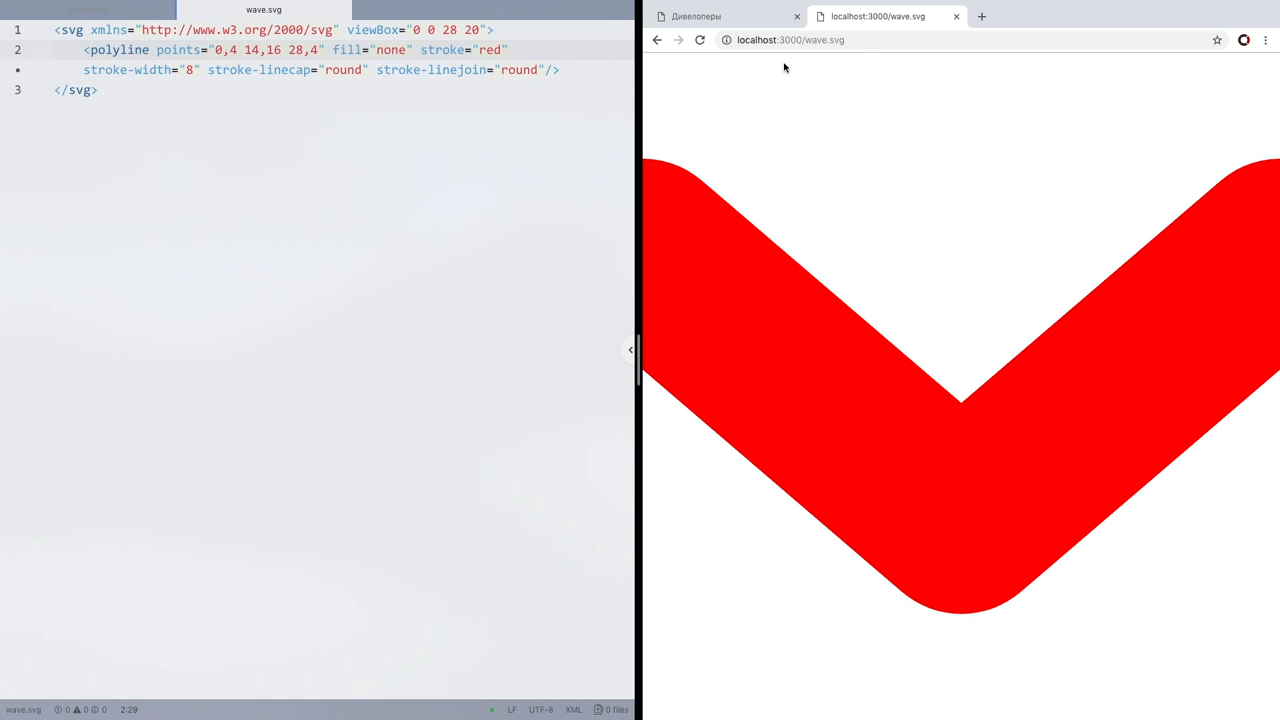 wave.svg
1 <svg xmlns="http://www.w3.org/2000/svg" viewBox="0 0 28 20">
2 <polyline points="0,4 14,16 28,4" fill="none" stroke="red"
• stroke-width="8" stroke-linecap="round" stroke-linejoin="round"/>
3 </svg>
wave.svg 0 0 0 2:29 LF UTF-8 XML 0 files
Дивелоперы localhost:3000/wave.svg
localhost:3000/wave.svg